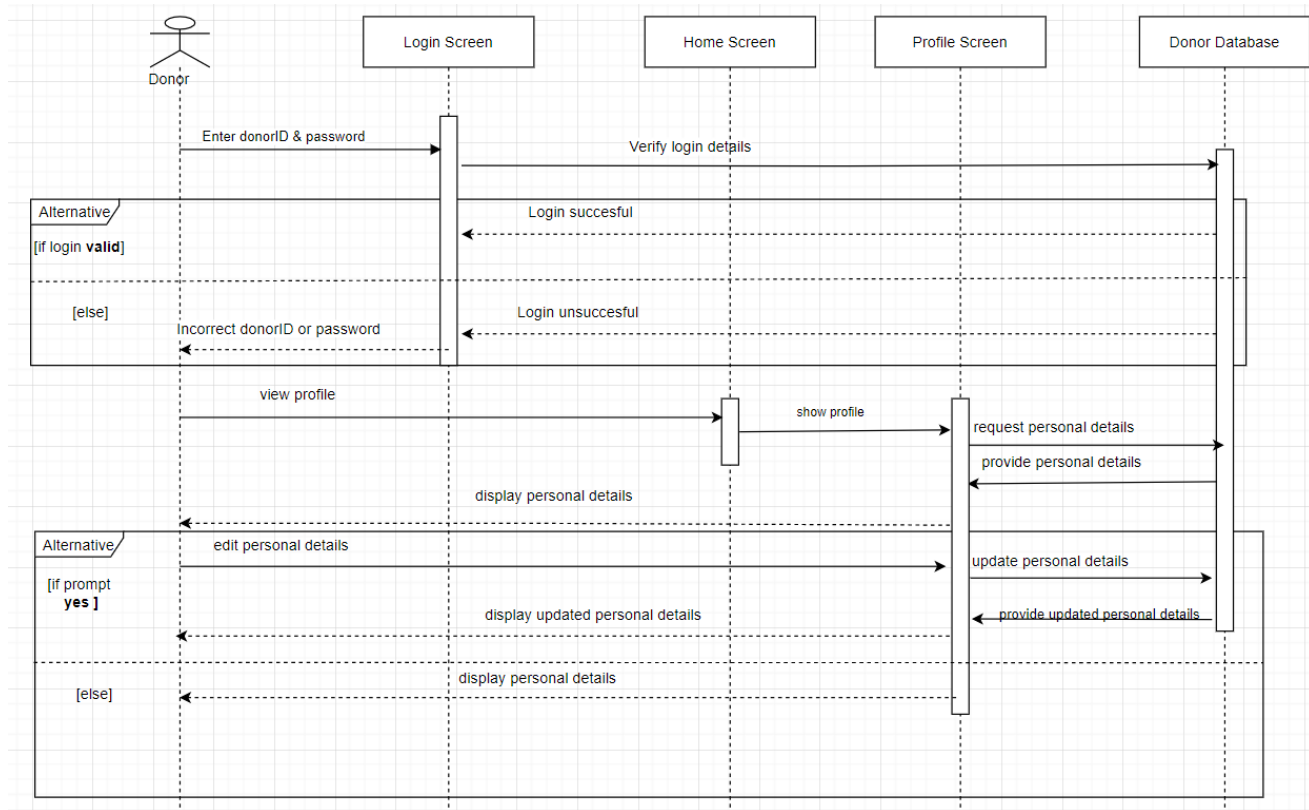 Donor
Login Screen
Home Screen
Profile Screen
Donor Database
Enter donorID & password
Verify login details
Alternative
Login succesful
[if login valid]
[else]
Login unsuccesful
Incorrect donorID or password
view profile
show profile
request personal details
provide personal details
display personal details
Alternative
edit personal details
update personal details
[if prompt
yes ]
display updated personal details
provide updated personal details
display personal details
[else]